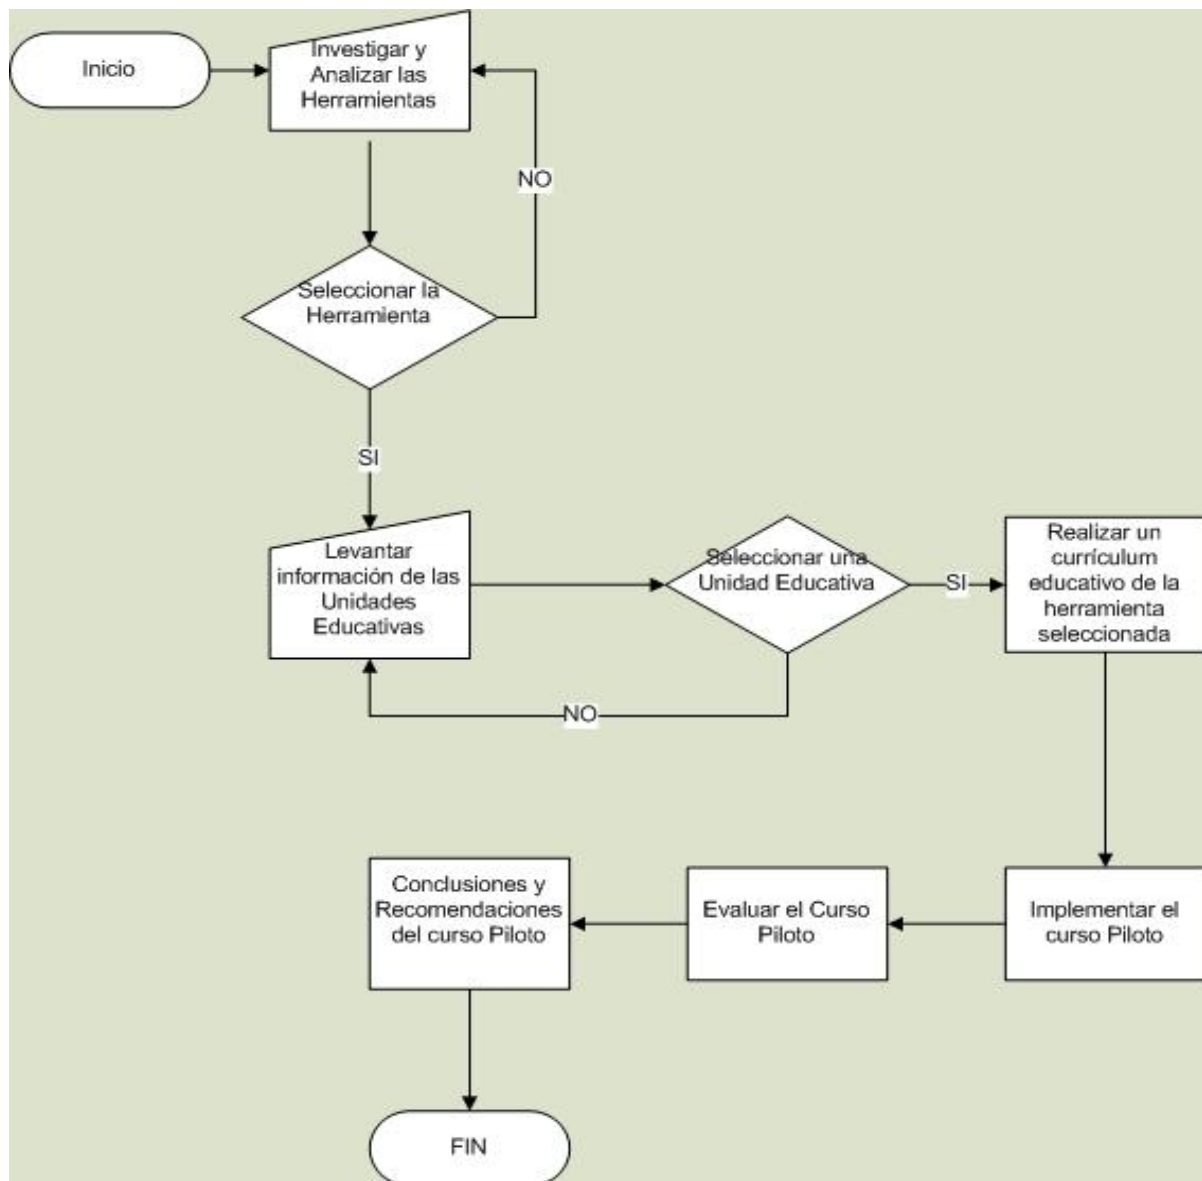 Inicio
Investigar y
Analizar las
Herramientas
NO
Seleccionar la
Herramienta
SI
Levantar
información de las
Unidades
Educativas
Seleccionar una
Unidad Educativa
SI
Realizar un
currículum
educativo de la
herramienta
seleccionada
NO
Implementar el
curso Piloto
Evaluar el Curso
Piloto
Conclusiones y
Recomendaciones
del curso Piloto
FIN